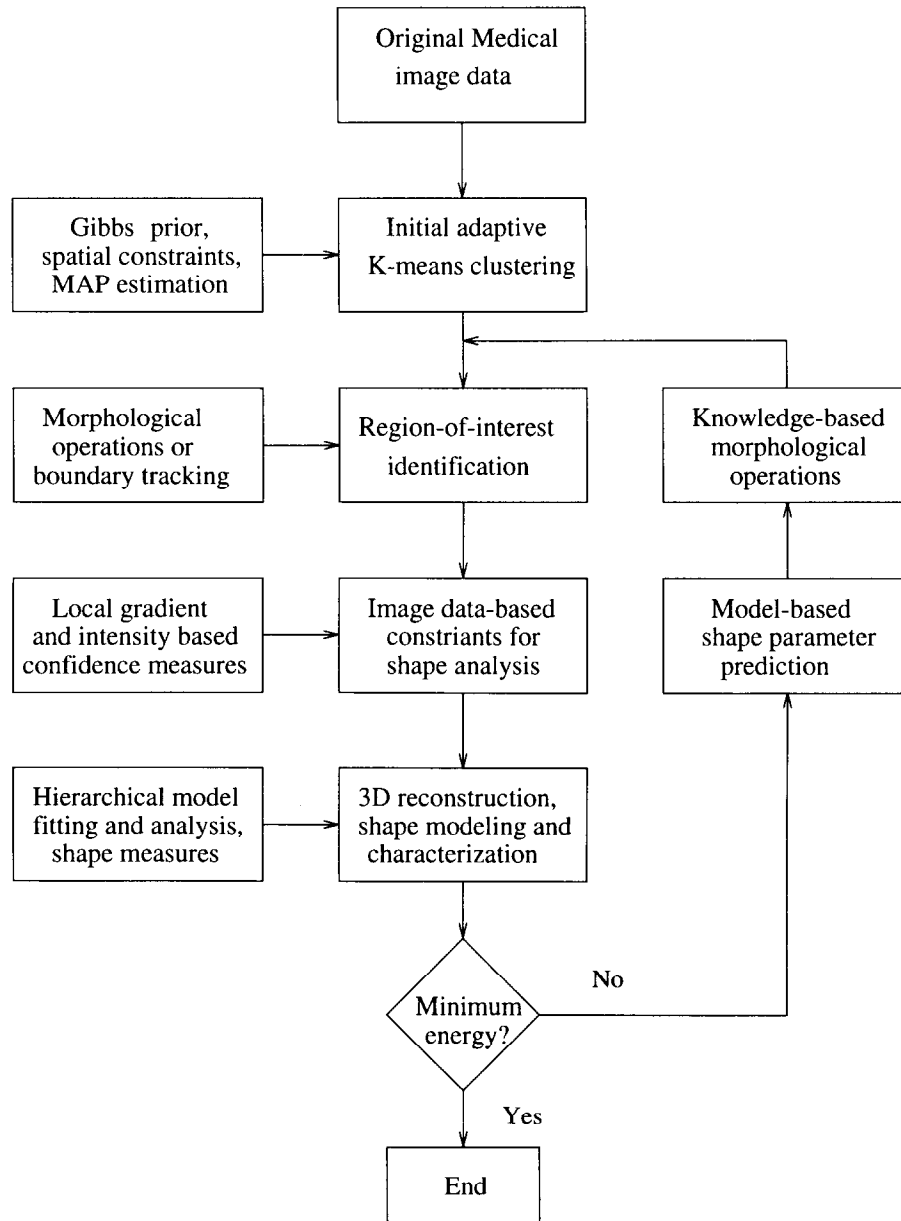 Original Medical
image data
Gibbs prior,
spatial constraints,
MAP estimation
Initial adaptive
K-means clustering
Morphological
operations or
boundary tracking
Region-of-interest
identification
Knowledge-based
morphological
operations
Local gradient
and intensity based
confidence measures
Image data-based
constriants for
shape analysis
Model-based
shape parameter
prediction
Hierarchical model
fitting and analysis,
shape measures
3D reconstruction,
shape modeling and
characterization
Minimum
energy?
No
Yes
End